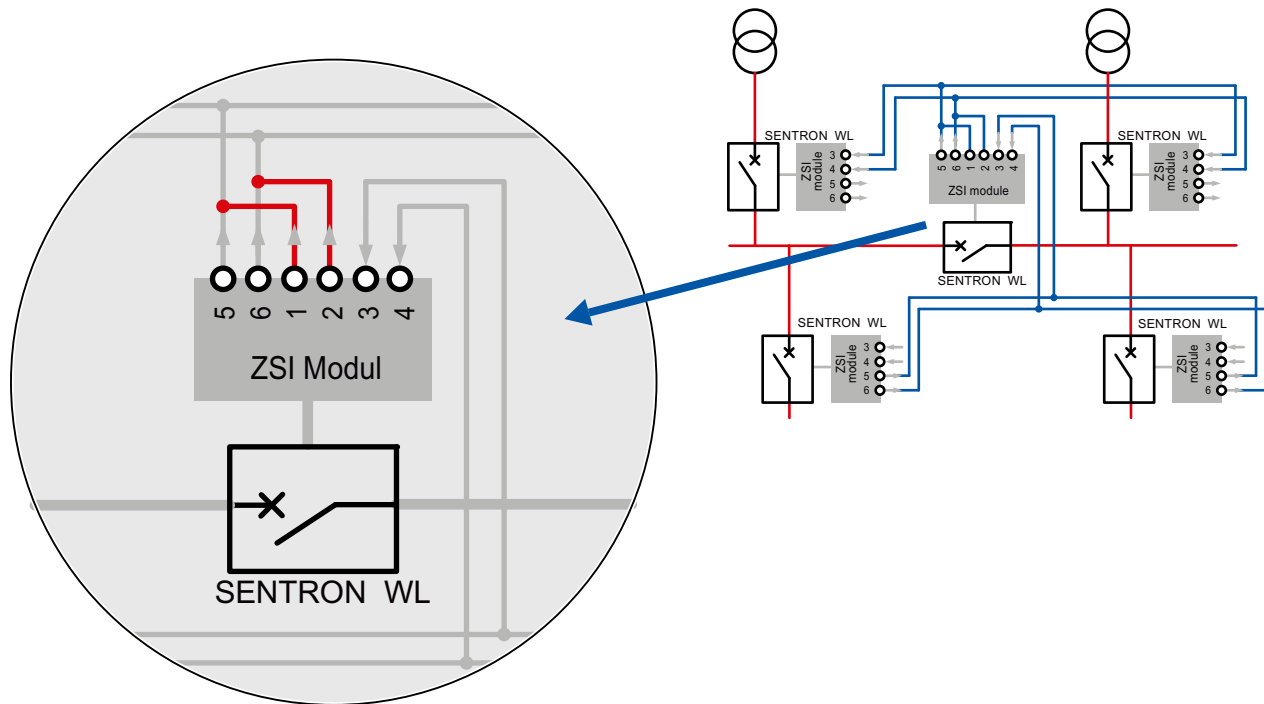 5 6 1 2 3 4
ZSI Modul
SENTRON WL
SENTRON WL
ZSI
module
3
4
5
6
5 6 1 2 3 4
ZSI module
SENTRON WL
SENTRON WL
ZSI
module
3
4
5
6
SENTRON WL
ZSI
module
3
4
5
6
SENTRON WL
ZSI
module
3
4
5
6